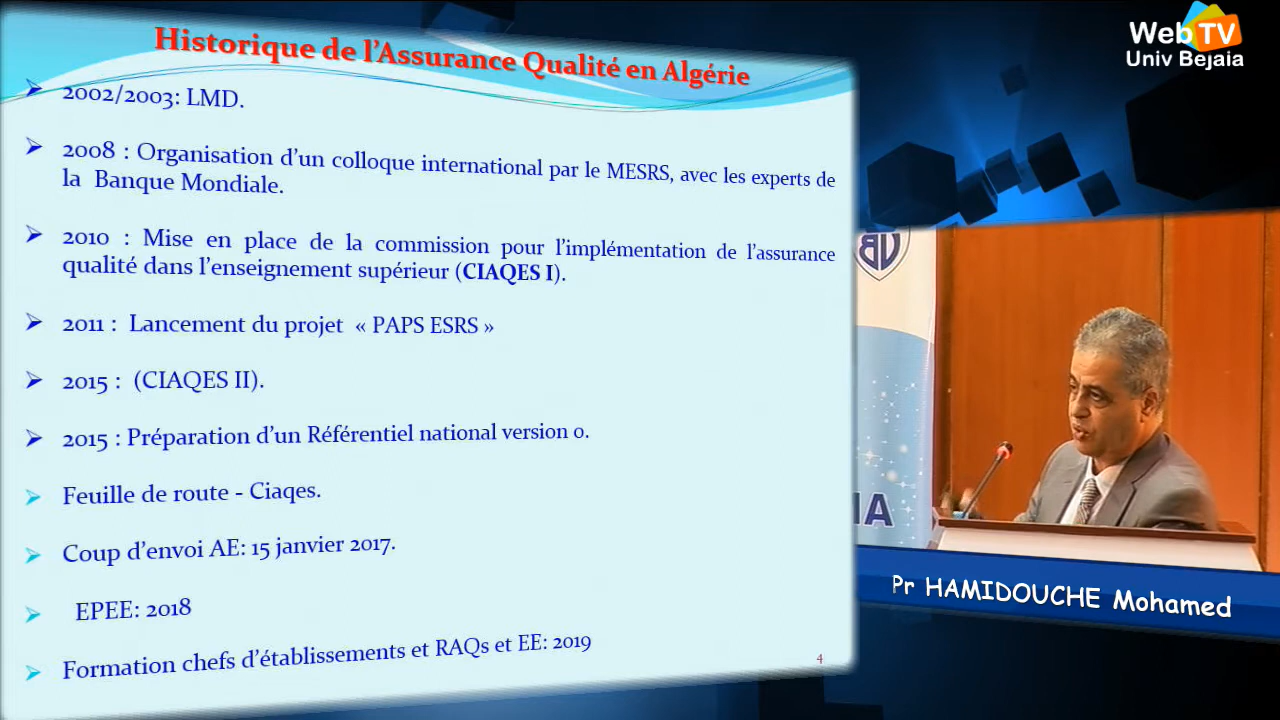 Historique de l'Assurance Qualité en Algérie
2002/2003: LMD.
2008 : Organisation d'un colloque international par le MESRS, avec les experts de
la Banque Mondiale.
2010 : Mise en place de la commission pour l'implémentation de l'assurance
qualité dans l'enseignement supérieur (CIAQES I).
2011 : Lancement du projet « PAPS ESRS »
2015 : (CIAQES II).
2015 : Préparation d'un Référentiel national version 0.
Feuille de route - Ciaqes.
Coup d'envoi AE: 15 janvier 2017.
EPEE: 2018
Formation chefs d'établissements et RAQs et EE: 2019
4
WebTV
Univ Bejaia
IA
Pr HAMIDOUCHE Mohamed